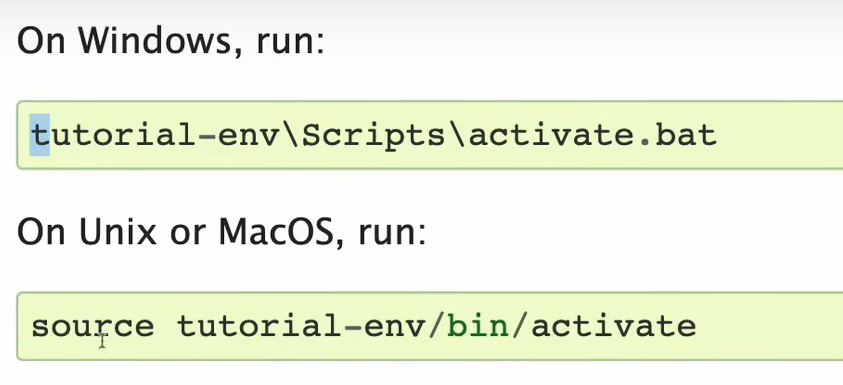 On Windows, run:
tutorial-env\Scripts\activate.bat
On Unix or MacOS, run:
source tutorial-env/bin/activate